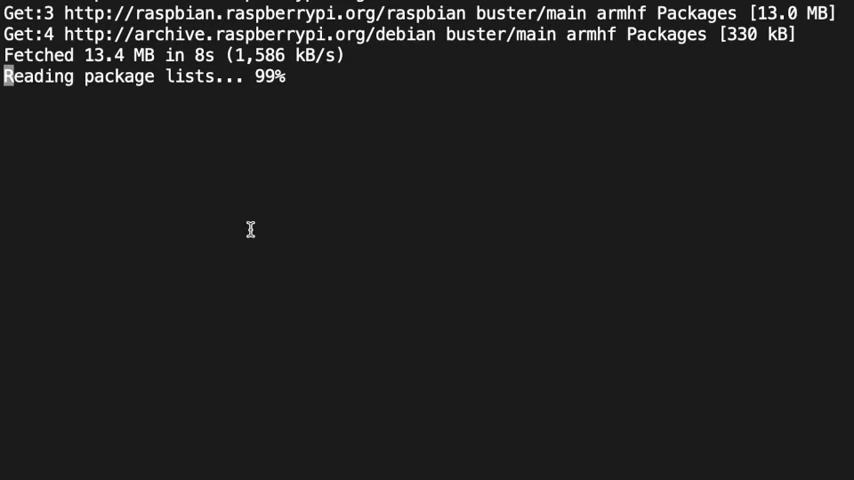 Get:3 http://raspbian.raspberrypi.org/raspbian buster/main armhf Packages [13.0 MB]
Get:4 http://archive.raspberrypi.org/debian buster/main armhf Packages [330 kB]
Fetched 13.4 MB in 8s (1,586 kB/s)
Reading package lists... 99%